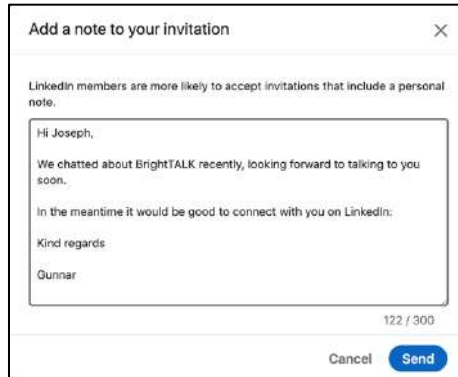 Add a note to your invitation
LinkedIn members are more likely to accept invitations that include a personal
note.
Hi Joseph,
We chatted about BrightTALK recently, looking forward to talking to you
soon.
In the meantime it would be good to connect with you on LinkedIn:
Kind regards
Gunnar
122 / 300
Cancel
Send